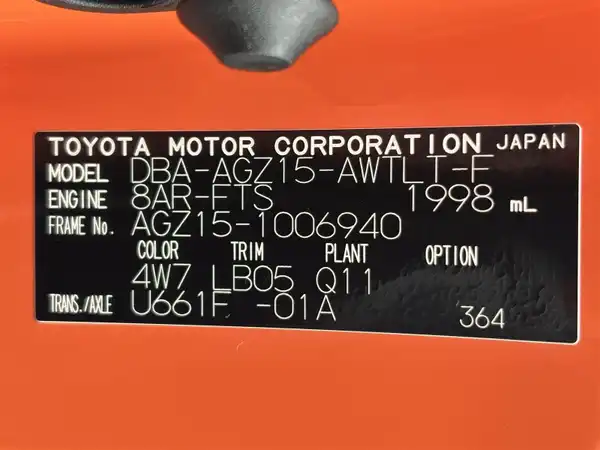 TOYOTA MOTOR CORPORATION JAPAN
MODEL DBA-AGZ15-AWTLT-F
ENGINE 8AR-FTS 1998 mL
FRAME No. AGZ15-1006940
COLOR TRIM PLANT OPTION
4W7 LB05 Q11
TRANS./AXLE U661F -01A 364